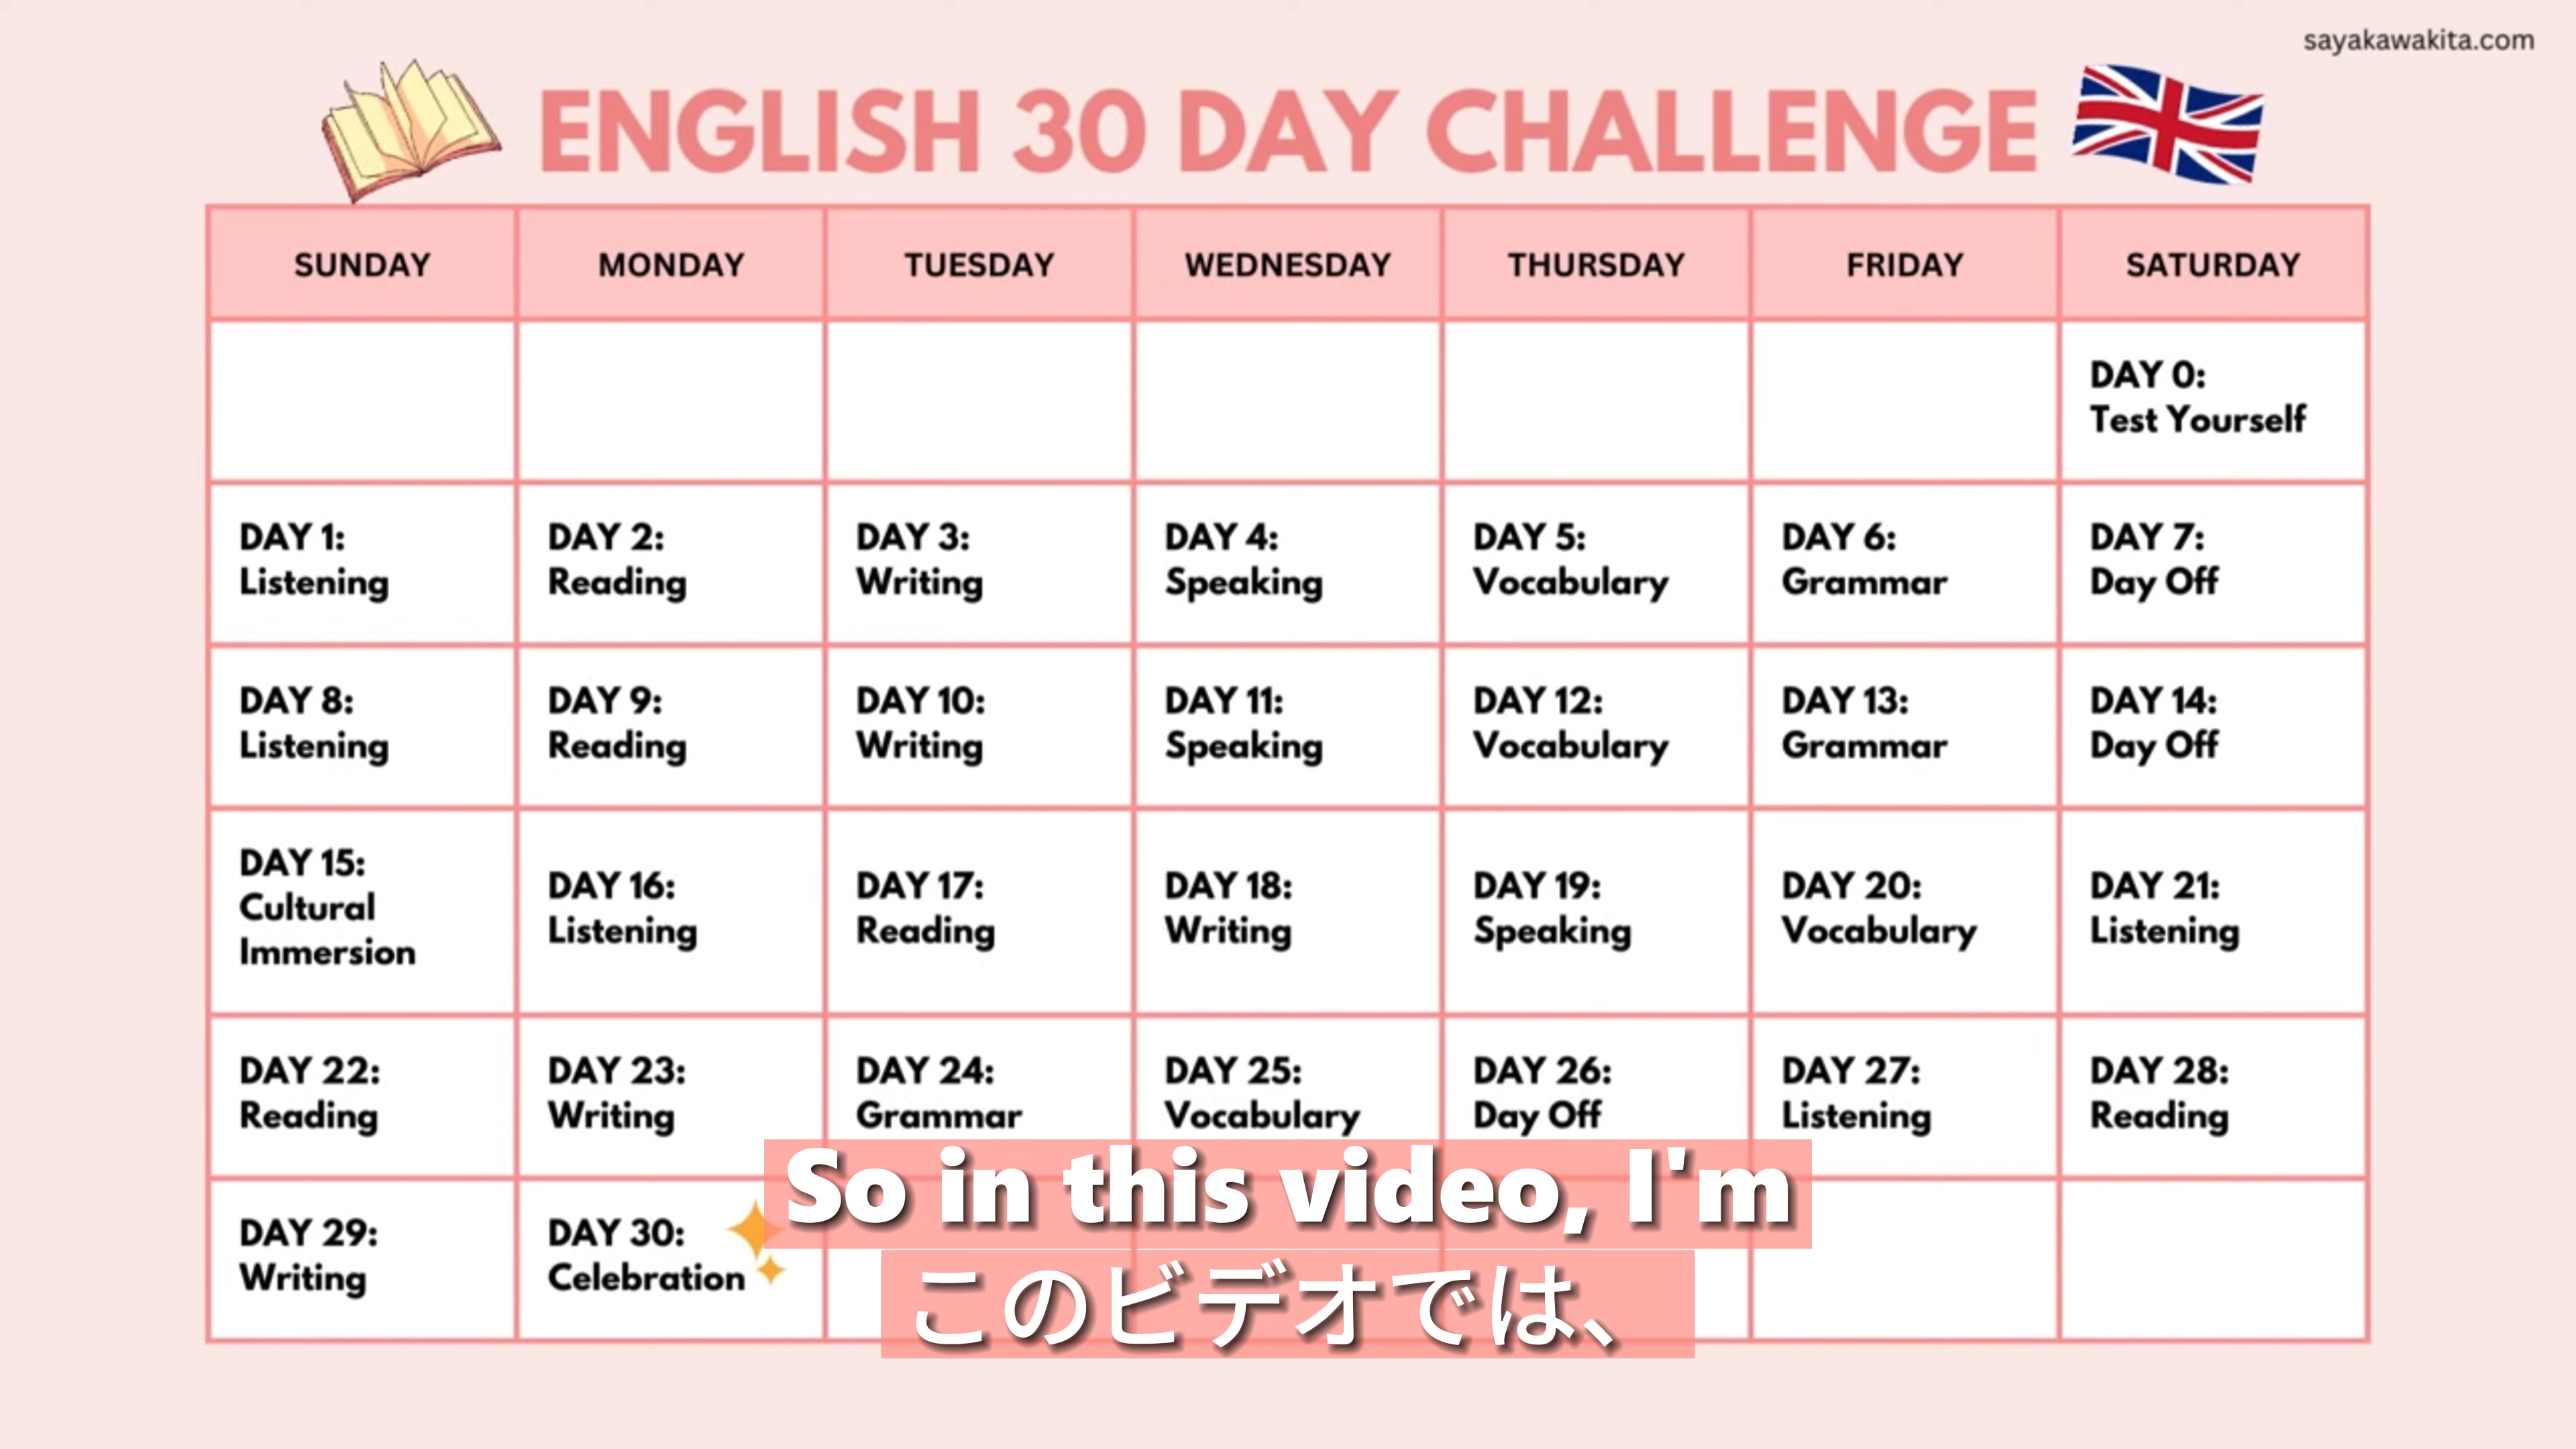 sayakawakita.com
ENGLISH 30 DAY CHALLENGE
SUNDAY
MONDAY
TUESDAY
WEDNESDAY
THURSDAY
FRIDAY
SATURDAY
DAY 0:
Test Yourself
DAY 1:
Listening
DAY 2:
Reading
DAY 3:
Writing
DAY 4:
Speaking
DAY 5:
Vocabulary
DAY 6:
Grammar
DAY 7:
Day Off
DAY 8:
Listening
DAY 9:
Reading
DAY 10:
Writing
DAY 11:
Speaking
DAY 12:
Vocabulary
DAY 13:
Grammar
DAY 14:
Day Off
DAY 15:
Cultural
Immersion
DAY 16:
Listening
DAY 17:
Reading
DAY 18:
Writing
DAY 19:
Speaking
DAY 20:
Vocabulary
DAY 21:
Listening
DAY 22:
Reading
DAY 23:
Writing
DAY 24:
Grammar
DAY 25:
Vocabulary
DAY 26:
Day Off
DAY 27:
Listening
DAY 28:
Reading
DAY 29:
Writing
DAY 30:
Celebration
So in this video, I'm
このビデオでは、